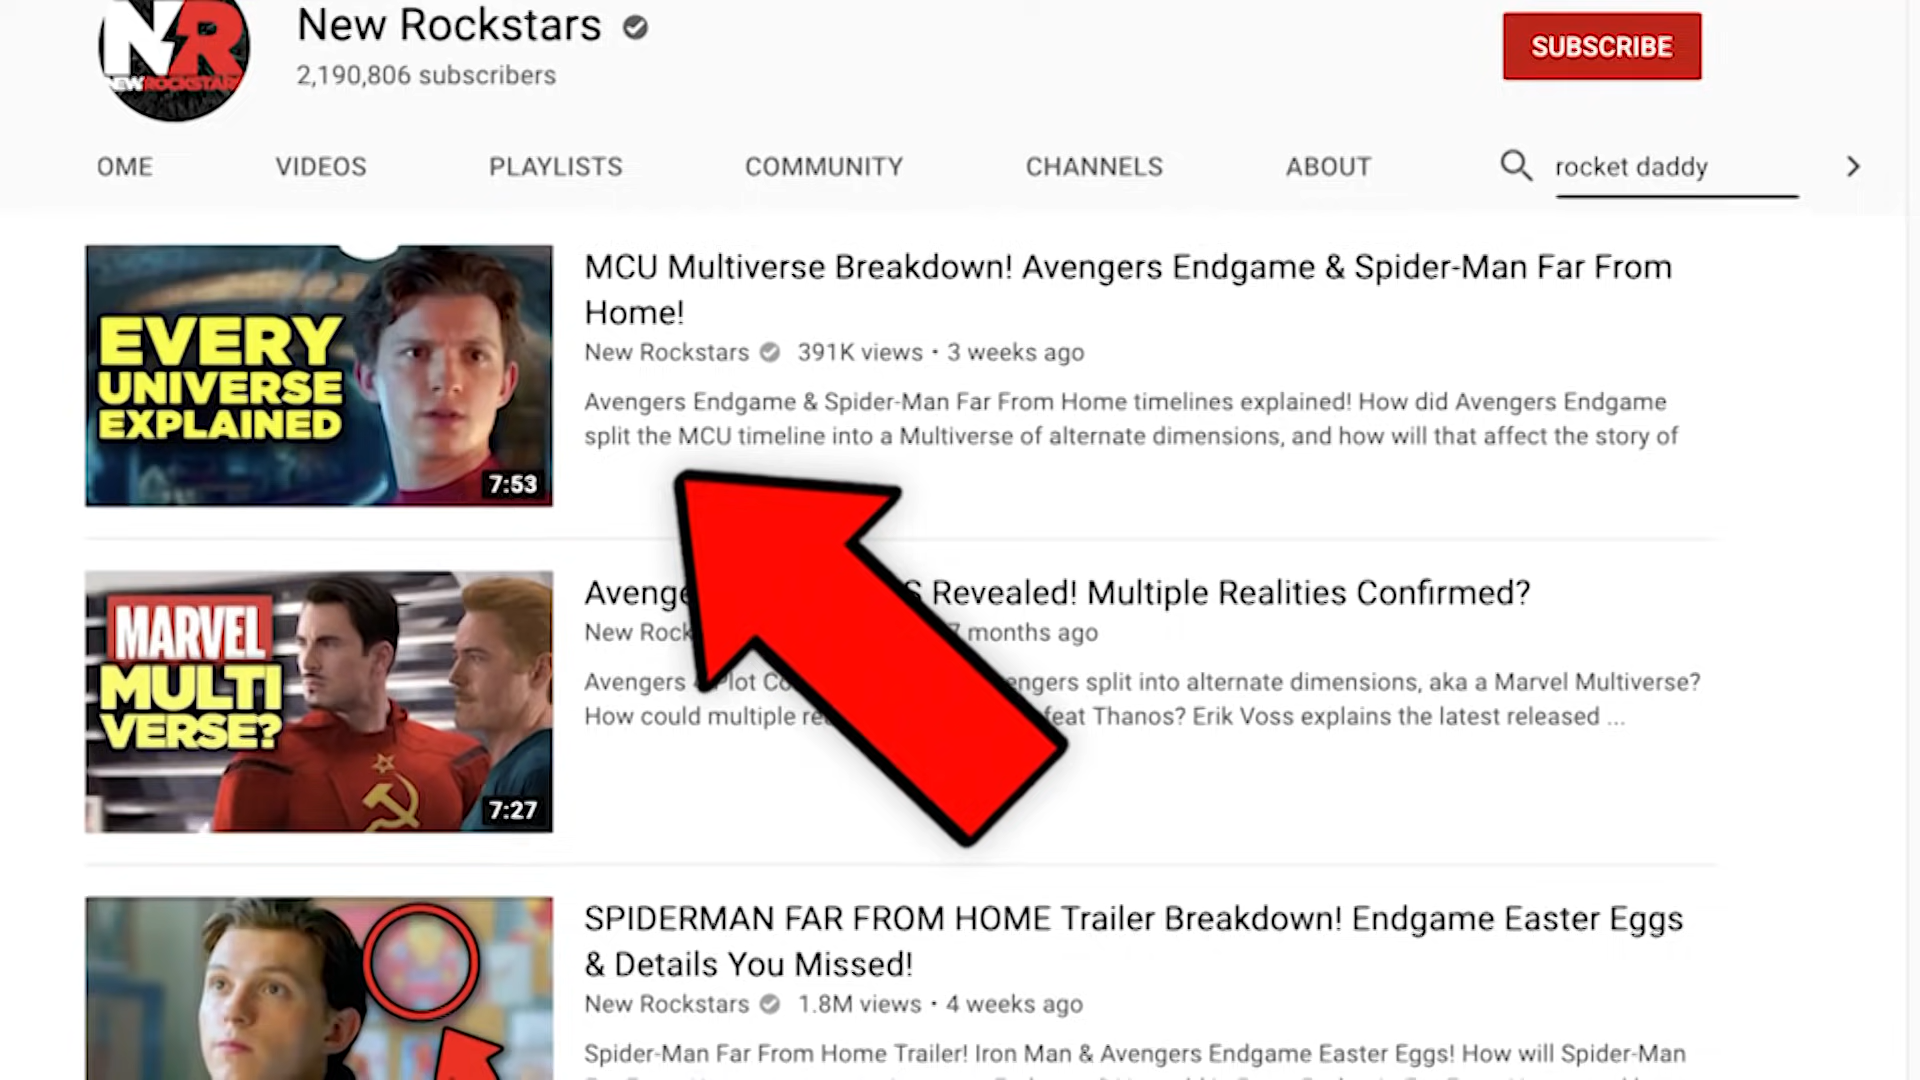 NR
NEW ROCKSTARS
New Rockstars
2,190,806 subscribers
SUBSCRIBE
OME VIDEOS PLAYLISTS COMMUNITY CHANNELS ABOUT rocket daddy
EVERY
UNIVERSE
EXPLAINED
7:53
MCU Multiverse Breakdown! Avengers Endgame & Spider-Man Far From
Home!
New Rockstars 391K views • 3 weeks ago
Avengers Endgame & Spider-Man Far From Home timelines explained! How did Avengers Endgame
split the MCU timeline into a Multiverse of alternate dimensions, and how will that affect the story of
MARVEL
MULTI
VERSE?
7:27
Avenge S Revealed! Multiple Realities Confirmed?
New Rock 7 months ago
Avengers Plot Co engers split into alternate dimensions, aka a Marvel Multiverse?
How could multiple re feat Thanos? Erik Voss explains the latest released ...
SPIDERMAN FAR FROM HOME Trailer Breakdown! Endgame Easter Eggs
& Details You Missed!
New Rockstars 1.8M views • 4 weeks ago
Spider-Man Far From Home Trailer! Iron Man & Avengers Endgame Easter Eggs! How will Spider-Man